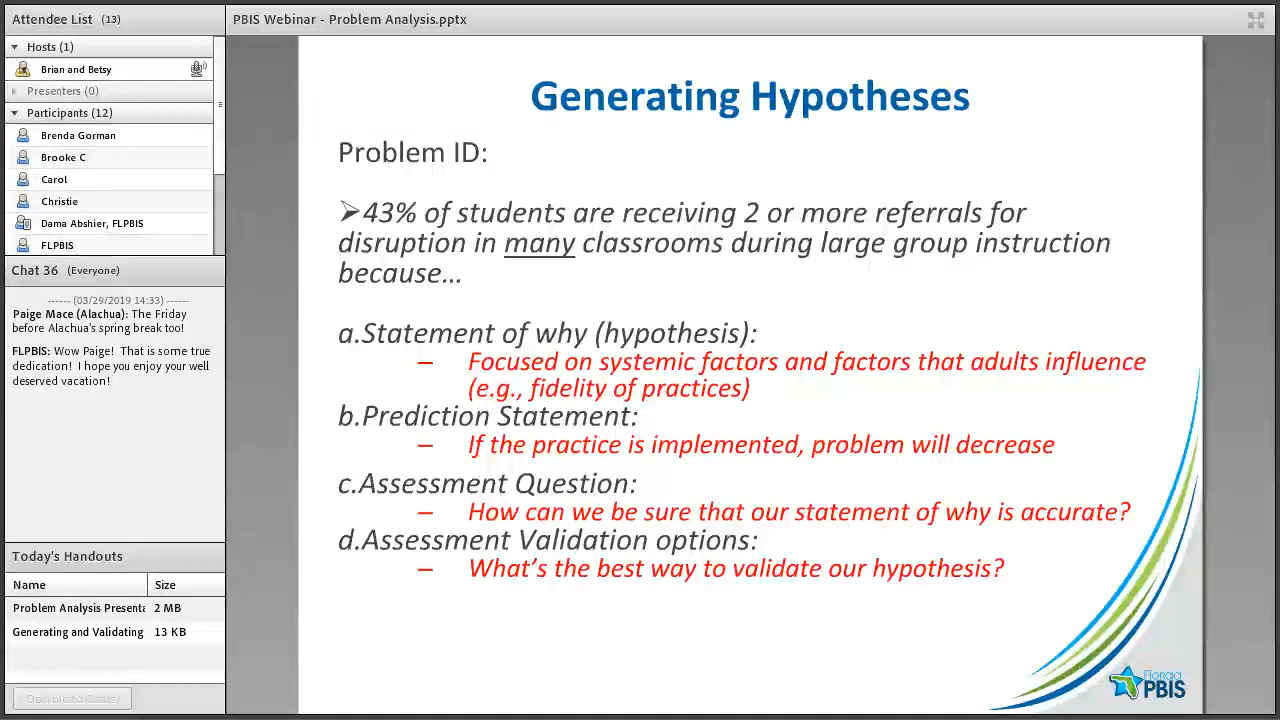 Attendee List (13)
Hosts (1)
Brian and Betsy
Presenters (0)
Participants (12)
Brenda Gorman
Brooke C
Carol
Christie
Dama Abshier, FLPBIS
FLPBIS
Chat 36 (Everyone)
------ (03/29/2019 14:33) ------
Paige Mace (Alachua): The Friday
before Alachua's spring break too!
FLPBIS: Wow Paige! That is some true
dedication! I hope you enjoy your well
deserved vacation!
Today's Handouts
Name Size
Problem Analysis Presenta 2 MB
Generating and Validating 13 KB
Download File(s)
PBIS Webinar - Problem Analysis.pptx
Generating Hypotheses
Problem ID:
➢43% of students are receiving 2 or more referrals for
disruption in many classrooms during large group instruction
because…
a.Statement of why (hypothesis):
– Focused on systemic factors and factors that adults influence
(e.g., fidelity of practices)
b.Prediction Statement:
– If the practice is implemented, problem will decrease
c.Assessment Question:
– How can we be sure that our statement of why is accurate?
d.Assessment Validation options:
– What's the best way to validate our hypothesis?
Florida
PBIS